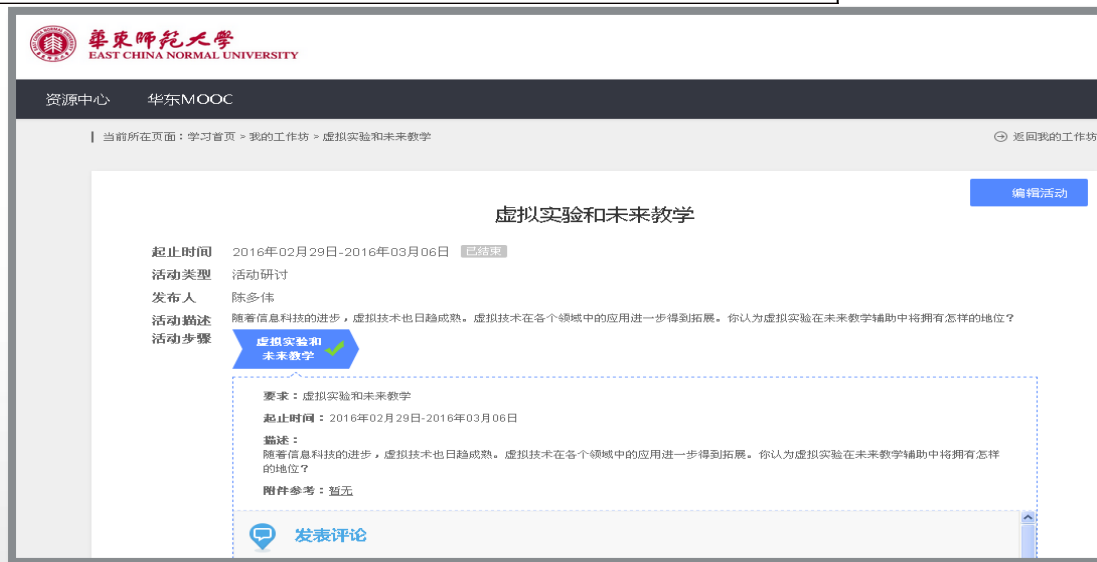 華東師範大學
EAST CHINA NORMAL UNIVERSITY
资源中心 华东MOOC
当前所在页面：学习首页 > 我的工作坊 > 虚拟实验和未来教学 返回我的工作坊
编辑活动
虚拟实验和未来教学
起止时间 2016年02月29日-2016年03月06日 已结束
活动类型 活动研讨
发布人 陈多伟
活动描述 随着信息科技的进步，虚拟技术也日趋成熟。虚拟技术在各个领域中的应用进一步得到拓展。你认为虚拟实验在未来教学辅助中将拥有怎样的地位？
活动步骤
虚拟实验和
未来教学
要求：虚拟实验和未来教学
起止时间：2016年02月29日-2016年03月06日
描述：
随着信息科技的进步，虚拟技术也日趋成熟。虚拟技术在各个领域中的应用进一步得到拓展。你认为虚拟实验在未来教学辅助中将拥有怎样
的地位？
附件参考：暂无
发表评论